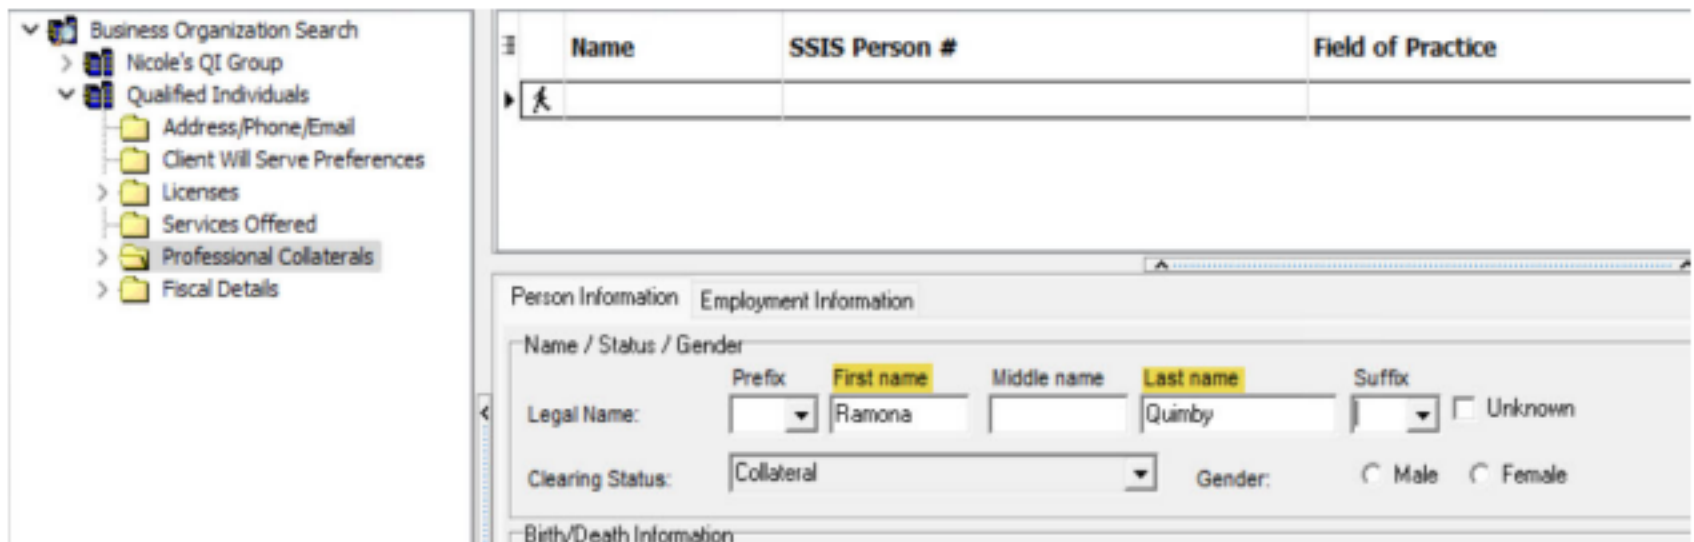 Business Organization Search
Nicole's QI Group
Qualified Individuals
Address/Phone/Email
Client Will Serve Preferences
Licenses
Services Offered
Professional Collaterals
Fiscal Details
Name SSIS Person # Field of Practice
Person Information Employment Information
Name / Status / Gender
Prefix First name Middle name Last name Suffix
Legal Name: Ramona Quimby Unknown
Clearing Status: Collateral Gender: Male Female
Birth/Death Information